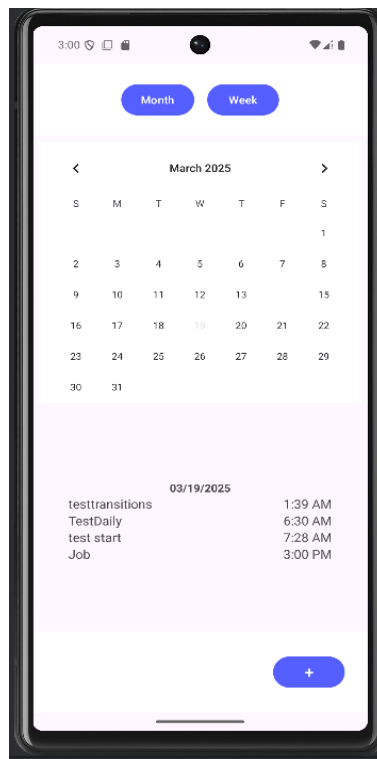 3:00
Month Week
March 2025
S M T W T F S
1
2 3 4 5 6 7 8
9 10 11 12 13 15
16 17 18 19 20 21 22
23 24 25 26 27 28 29
30 31
03/19/2025
testtransitions 1:39 AM
TestDaily 6:30 AM
test start 7:28 AM
Job 3:00 PM
+